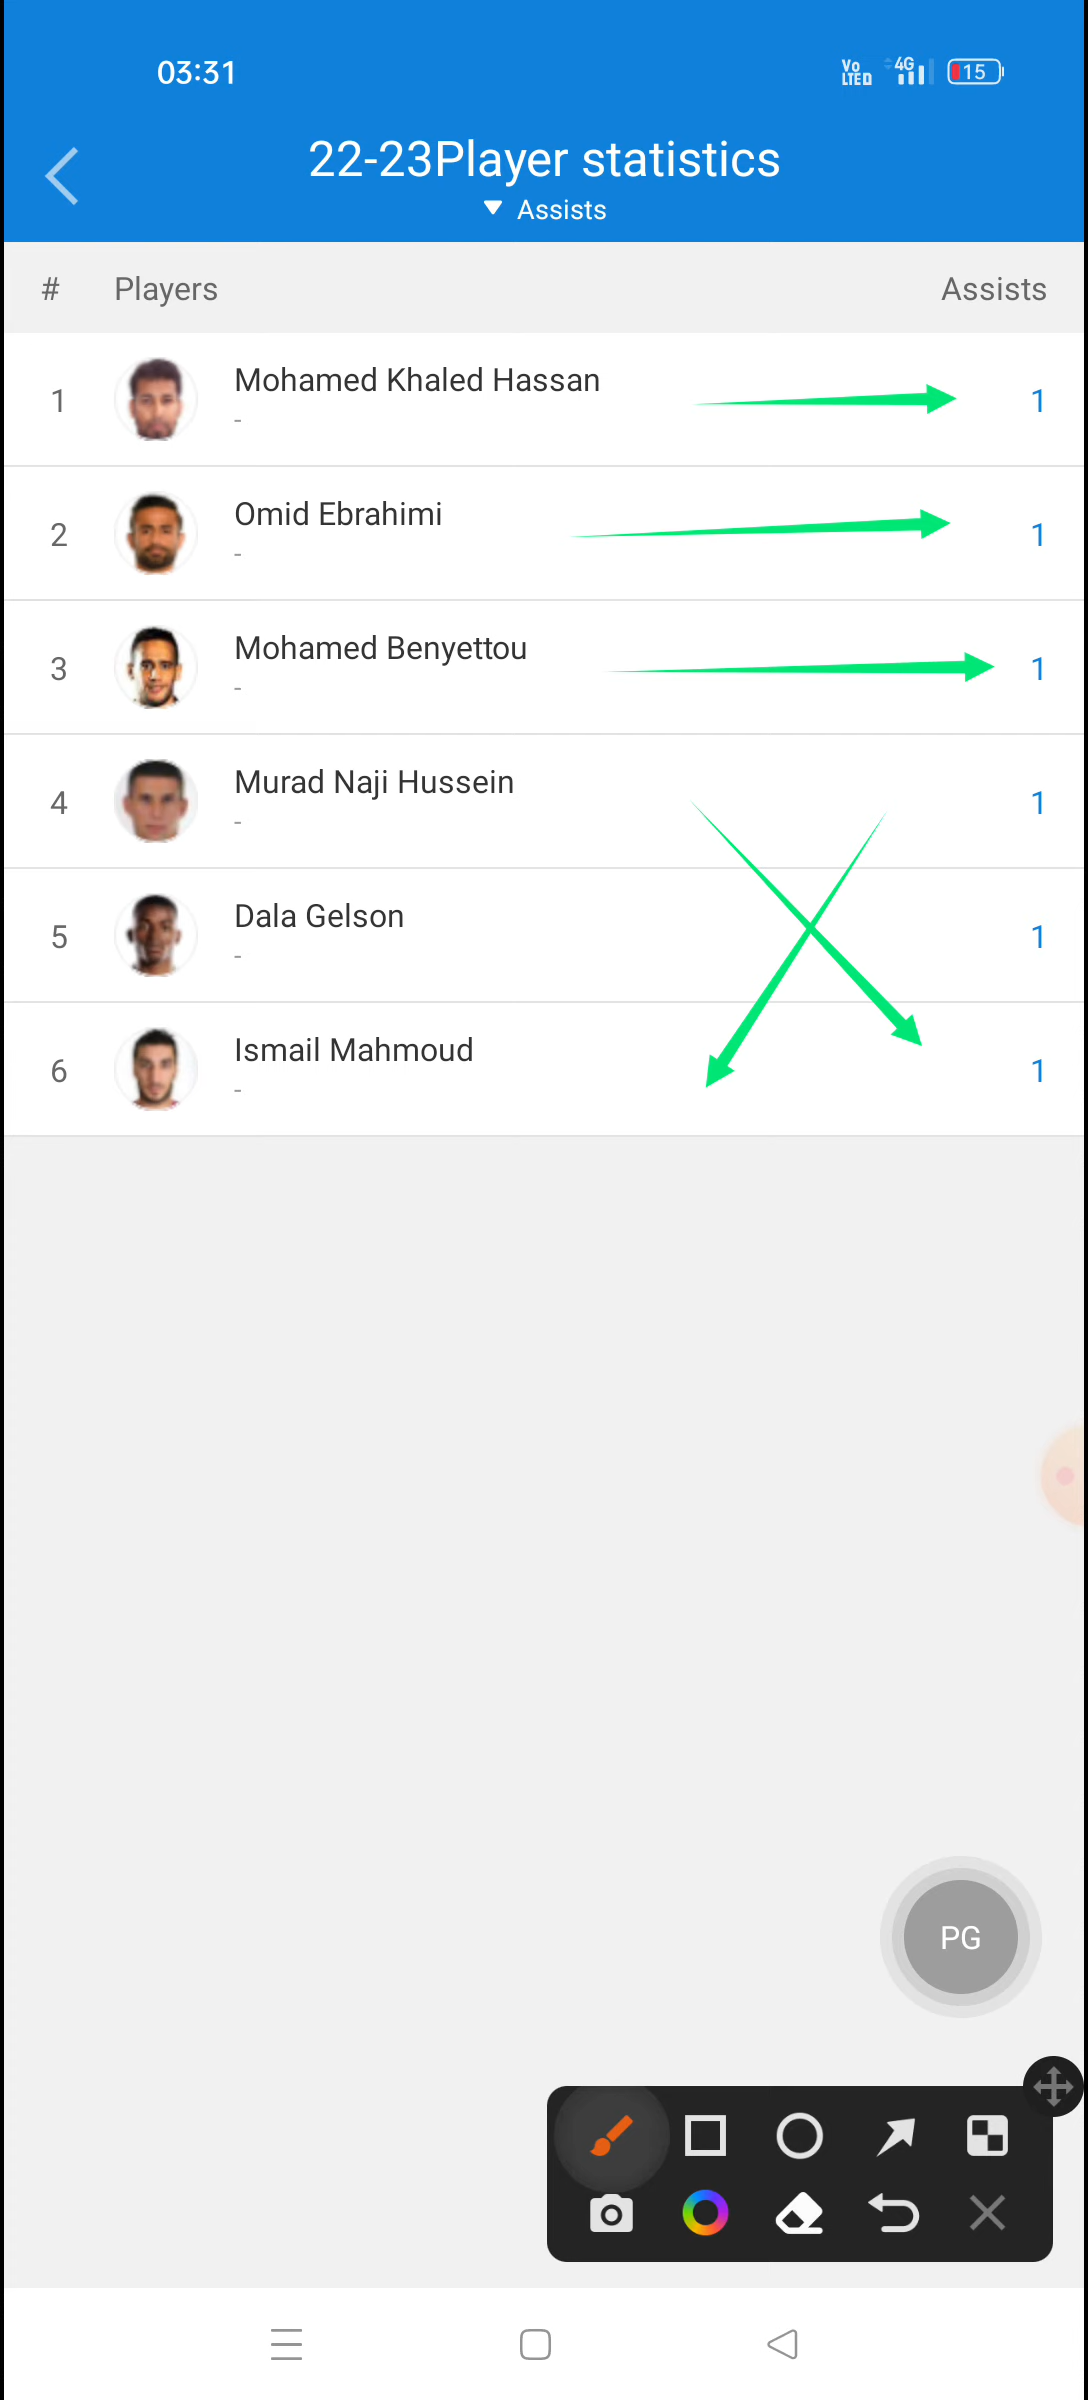 03:31
Vo LTED 4G 15
22-23Player statistics
Assists
# Players Assists
1 Mohamed Khaled Hassan 1
-
2 Omid Ebrahimi 1
-
3 Mohamed Benyettou 1
-
4 Murad Naji Hussein 1
-
5 Dala Gelson 1
-
6 Ismail Mahmoud 1
-
PG